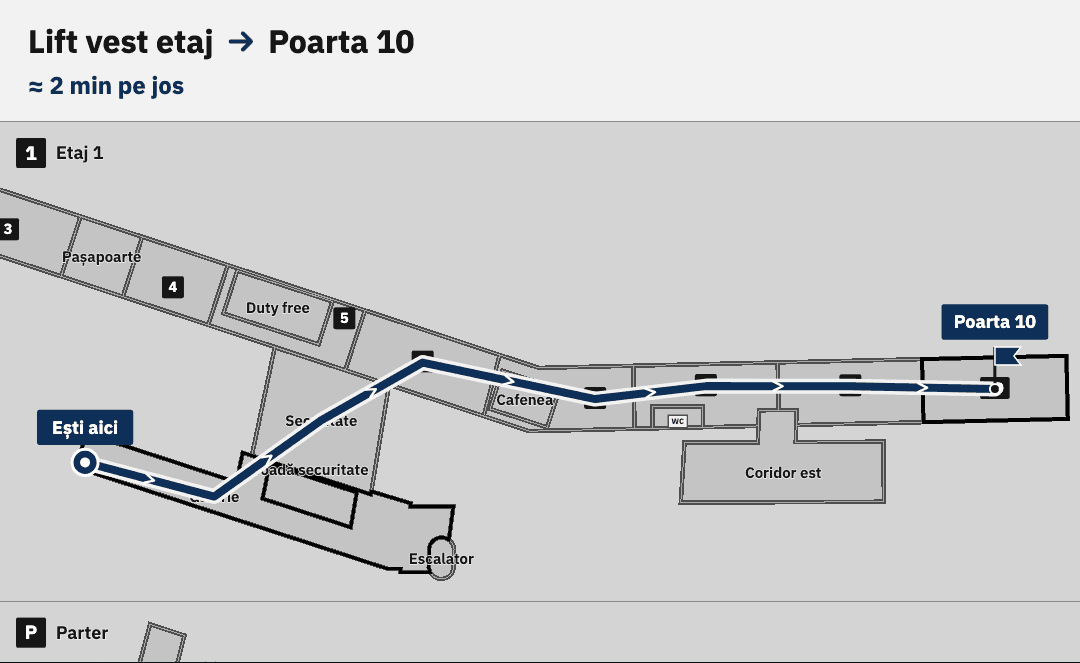 Lift vest etaj → Poarta 10
≈ 2 min pe jos
1 Etaj 1
3
Pașapoarte
4
Duty free
5
Poarta 10
Cafenea
WC
Ești aici
Coridor est
Escalator
P Parter